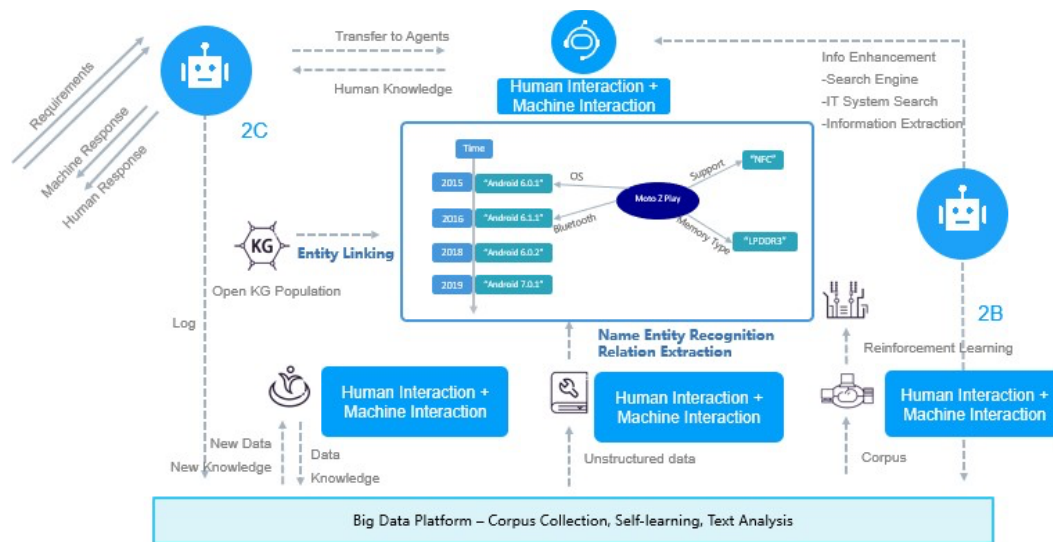 Transfer to Agents
Human Knowledge
Human Interaction +
Machine Interaction
Info Enhancement
-Search Engine
-IT System Search
-Information Extraction
Requirements
Machine Response
Human Response
2C
Time
2015
"Android 6.0.1"
2016
"Android 6.1.1"
2018
"Android 6.0.2"
2019
"Android 7.0.1"
OS
Bluetooth
Moto Z Play
Support
"NFC"
Memory Type
"LPDDR3"
KG
Entity Linking
Open KG Population
2B
Log
Name Entity Recognition
Relation Extraction
Reinforcement Learning
Human Interaction +
Machine Interaction
Human Interaction +
Machine Interaction
Human Interaction +
Machine Interaction
New Data
New Knowledge
Data
Knowledge
Unstructured data
Corpus
Big Data Platform – Corpus Collection, Self-learning, Text Analysis